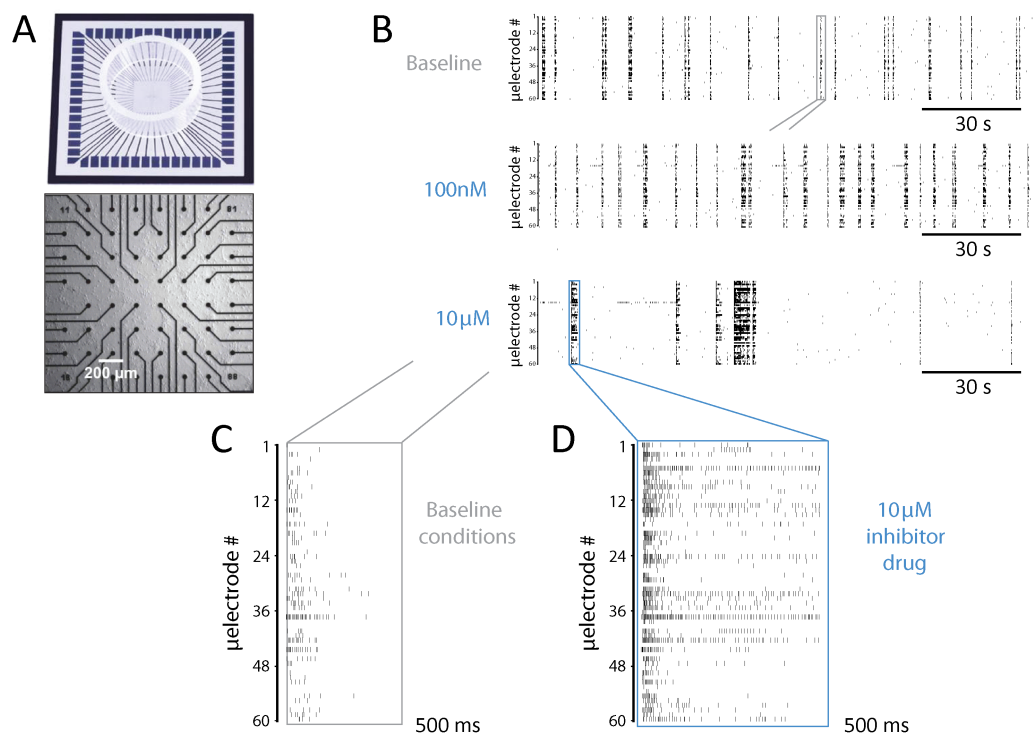 A
11
81
18
88
200 µm
B
Baseline
µelectrode #
1
12
24
36
48
60
30 s
100nM
µelectrode #
1
12
24
36
48
60
30 s
10µM
µelectrode #
1
12
24
36
48
60
30 s
C
µelectrode #
1
12
24
36
48
60
Baseline
conditions
500 ms
D
µelectrode #
1
12
24
36
48
60
10µM
inhibitor
drug
500 ms